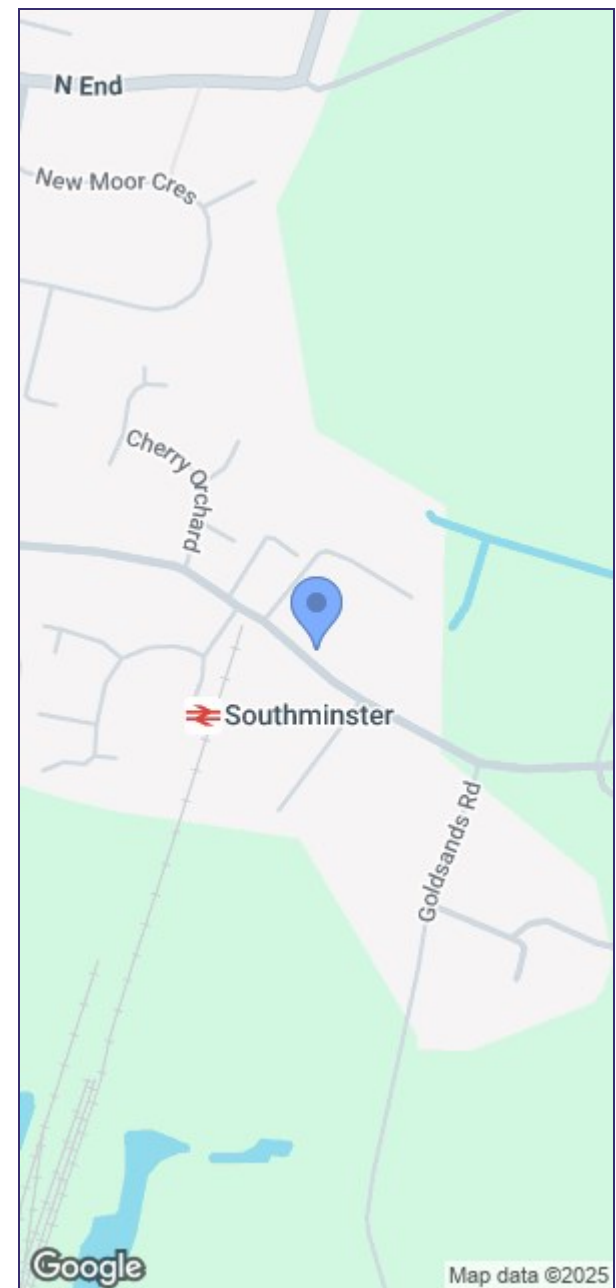 N End
New Moor Cres
Cherry Orchard
Southminster
Goldsands Rd
Google
Map data ©2025